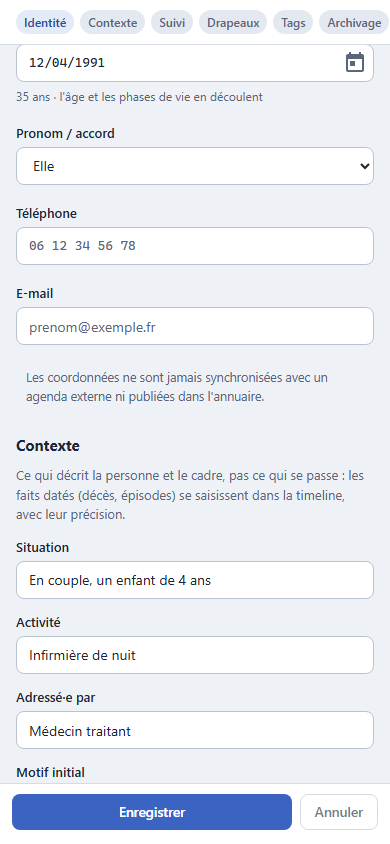 Identité Contexte Suivi Drapeaux Tags Archivage
12/04/1991
35 ans · l'âge et les phases de vie en découlent
Pronom / accord
Elle
Téléphone
06 12 34 56 78
E-mail
prenom@exemple.fr
Les coordonnées ne sont jamais synchronisées avec un
agenda externe ni publiées dans l'annuaire.
Contexte
Ce qui décrit la personne et le cadre, pas ce qui se passe : les
faits datés (décès, épisodes) se saisissent dans la timeline,
avec leur précision.
Situation
En couple, un enfant de 4 ans
Activité
Infirmière de nuit
Adressé·e par
Médecin traitant
Motif initial
Enregistrer Annuler